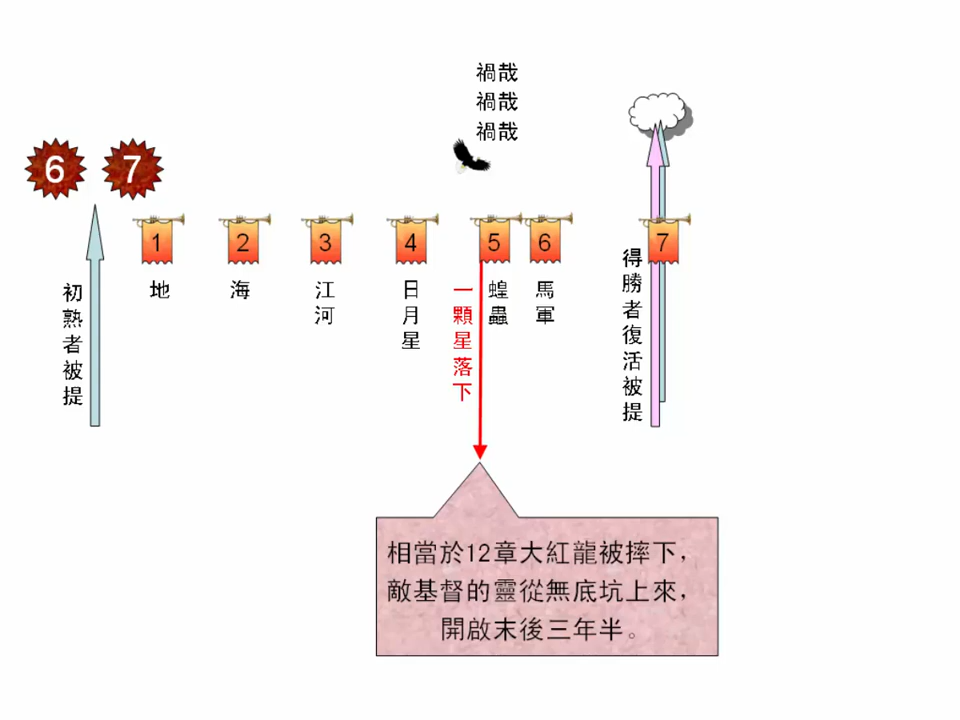 禍哉
禍哉
禍哉
6
7
1
2
3
4
5
6
7
初熟者被提
地
海
江河
日月星
一顆星落下
蝗蟲
馬軍
得勝者復活被提
相當於12章大紅龍被摔下，
敵基督的靈從無底坑上來，
開啟末後三年半。